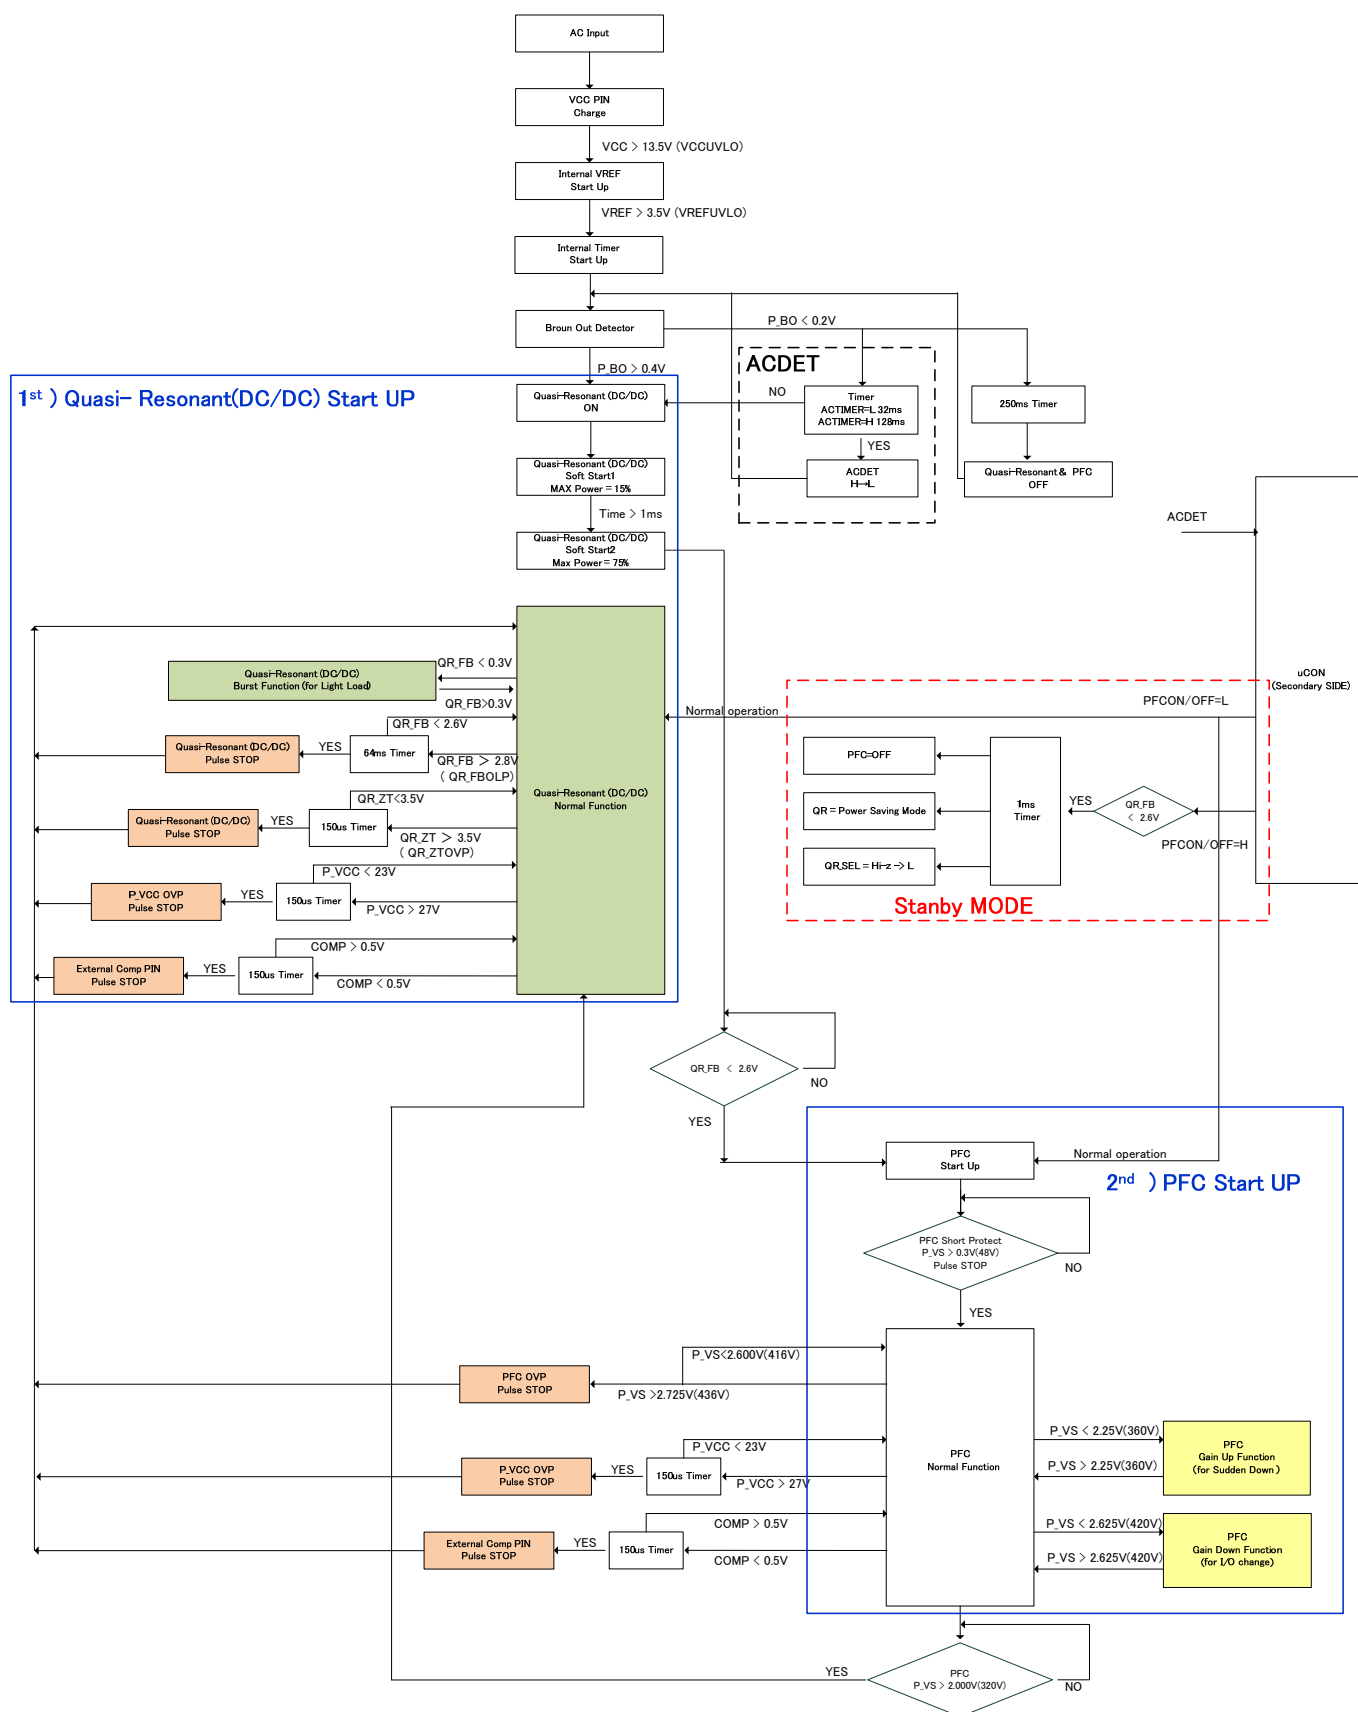 AC Input
VCC PIN
Charge
VCC > 13.5V (VCCUVLO)
Internal VREF
Start Up
VREF > 3.5V (VREFUVLO)
Internal Timer
Start Up
Broun Out Detector
P_BO < 0.2V
P_BO > 0.4V
ACDET
NO
Timer
ACTIMER=L 32ms
ACTIMER=H 128ms
YES
ACDET
H→L
250ms Timer
Quasi-Resonant & PFC
OFF
1st ) Quasi- Resonant(DC/DC) Start UP
Quasi-Resonant (DC/DC)
ON
Quasi-Resonant (DC/DC)
Soft Start1
MAX Power = 15%
Time > 1ms
Quasi-Resonant (DC/DC)
Soft Start2
Max Power = 75%
ACDET
uCON
(Secondary SIDE)
Quasi-Resonant (DC/DC)
Burst Function (for Light Load)
QR_FB < 0.3V
QR_FB>0.3V
QR_FB < 2.6V
Quasi-Resonant (DC/DC)
Pulse STOP
YES
64ms Timer
QR_FB > 2.8V
( QR_FBOLP)
Quasi-Resonant (DC/DC)
Normal Function
QR_ZT<3.5V
Quasi-Resonant (DC/DC)
Pulse STOP
YES
150us Timer
QR_ZT > 3.5V
( QR_ZTOVP)
P_VCC < 23V
P_VCC OVP
Pulse STOP
YES
150us Timer
P_VCC > 27V
COMP > 0.5V
External Comp PIN
Pulse STOP
YES
150us Timer
COMP < 0.5V
Normal operation
PFCON/OFF=L
PFC=OFF
QR = Power Saving Mode
QR_SEL = Hi-z -> L
1ms
Timer
YES
QR_FB
< 2.6V
PFCON/OFF=H
Stanby MODE
QR_FB < 2.6V
NO
YES
PFC
Start Up
Normal operation
2nd ) PFC Start UP
PFC Short Protect
P_VS > 0.3V(48V)
Pulse STOP
NO
YES
P_VS<2.600V(416V)
PFC OVP
Pulse STOP
P_VS >2.725V(436V)
PFC
Normal Function
P_VCC < 23V
P_VCC OVP
Pulse STOP
YES
150us Timer
P_VCC > 27V
COMP > 0.5V
External Comp PIN
Pulse STOP
YES
150us Timer
COMP < 0.5V
P_VS < 2.25V(360V)
P_VS > 2.25V(360V)
PFC
Gain Up Function
(for Sudden Down )
P_VS < 2.625V(420V)
P_VS > 2.625V(420V)
PFC
Gain Down Function
(for I/O change)
YES
PFC
P_VS > 2.000V(320V)
NO